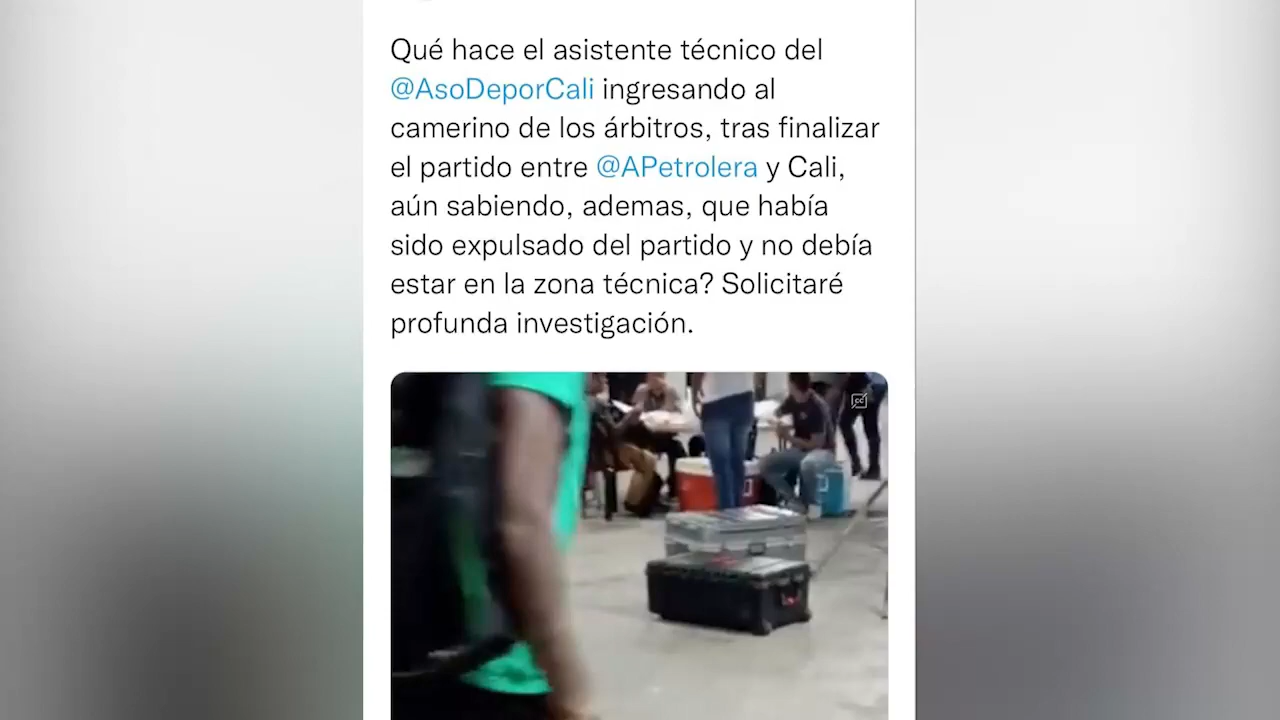 Qué hace el asistente técnico del
@AsoDeporCali ingresando al
camerino de los árbitros, tras finalizar
el partido entre @APetrolera y Cali,
aún sabiendo, ademas, que había
sido expulsado del partido y no debía
estar en la zona técnica? Solicitaré
profunda investigación.
CC